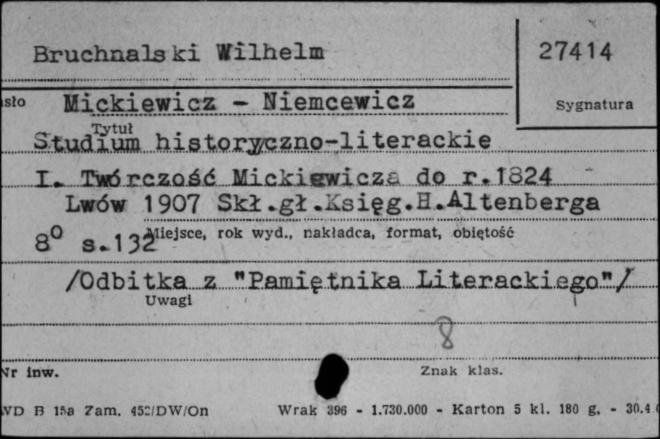 Bruchnalski Wilhelm
27414
Mickiewicz - Niemcewicz
Sygnatura
Tytuł
Studium historyczno-literackie
I. Twórczość Mickiewicza do r.1824
Lwów 1907 Skł.gł.Księg.H.Altenberga
Miejsce, rok wyd., nakładca, format, objętość
8⁰ s.132
/Odbitka z "Pamiętnika Literackiego"/
Uwagi
8
Nr inw.
Znak klas.
B 15a Zam. 452/DW/On
Wrak 396 - 1.730.000 - Karton 5 kl. 180 g. - 30.4